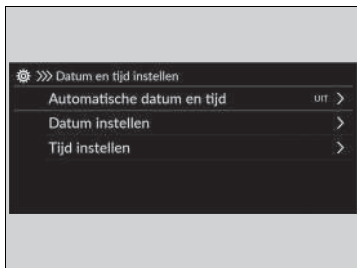 >>> Datum en tijd instellen
Automatische datum en tijd UIT >
Datum instellen >
Tijd instellen >